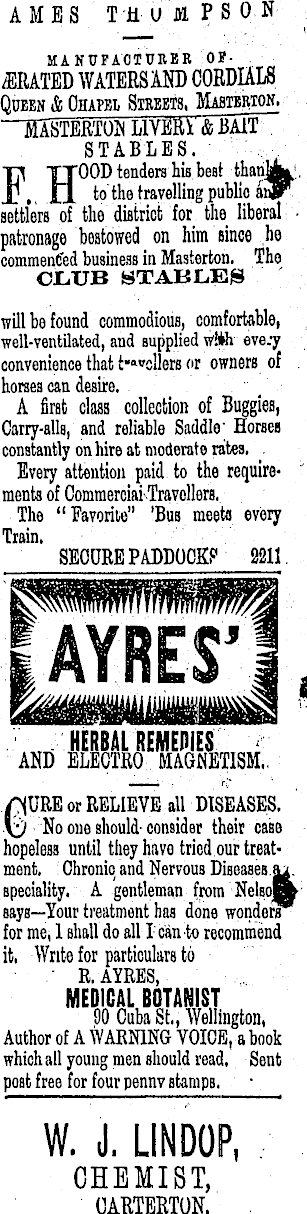 AMES THOMPSON
MANUFACTURER OF
ÆRATED WATERS AND CORDIALS
QUEEN & CHAPEL STREETS, MASTERTON.
MASTERTON LIVERY & BAIT
STABLES.
F. HOOD tenders his best thanks
to the travelling public and
settlers of the district for the liberal
patronage bestowed on him since he
commenced business in Masterton. The
CLUB STABLES
will be found commodious, comfortable,
well-ventilated, and supplied with every
convenience that travellers or owners of
horses can desire.
A first class collection of Buggies,
Carry-alls, and reliable Saddle Horses
constantly on hire at moderate rates.
Every attention paid to the require-
ments of Commercial Travellers.
The "Favorite" 'Bus meets every
Train.
SECURE PADDOCKS 2211
AYRES'
HERBAL REMEDIES
AND ELECTRO MAGNETISM.
CURE or RELIEVE all DISEASES.
No one should consider their case
hopeless until they have tried our treat-
ment. Chronic and Nervous Diseases a
speciality. A gentleman from Nelson
says—Your treatment has done wonders
for me, I shall do all I can to recommend
it. Write for particulars to
R. AYRES,
MEDICAL BOTANIST
90 Cuba St., Wellington,
Author of A WARNING VOICE, a book
which all young men should read. Sent
post free for four penny stamps.
W. J. LINDOP,
CHEMIST,
CARTERTON.